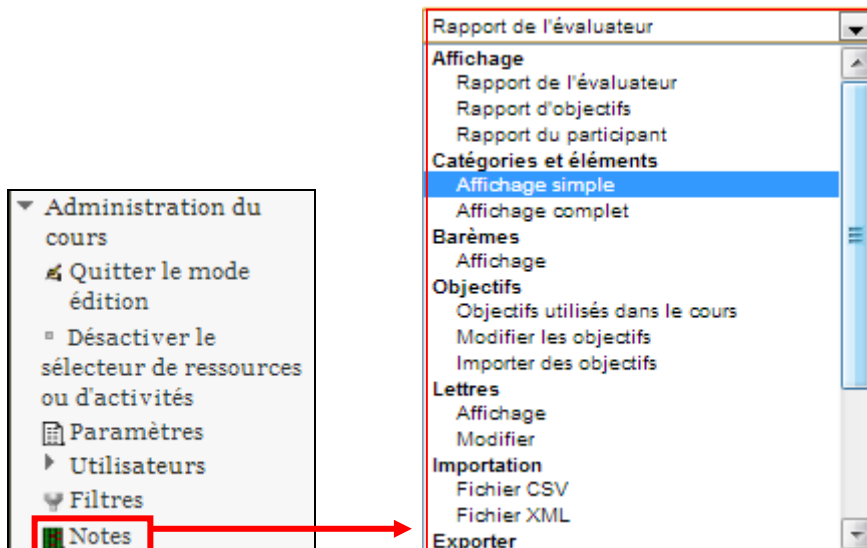 Administration du
cours
Quitter le mode
édition
Désactiver le
sélecteur de ressources
ou d'activités
Paramètres
Utilisateurs
Filtres
Notes
Rapport de l'évaluateur
Affichage
Rapport de l'évaluateur
Rapport d'objectifs
Rapport du participant
Catégories et éléments
Affichage simple
Affichage complet
Barèmes
Affichage
Objectifs
Objectifs utilisés dans le cours
Modifier les objectifs
Importer des objectifs
Lettres
Affichage
Modifier
Importation
Fichier CSV
Fichier XML
Exporter